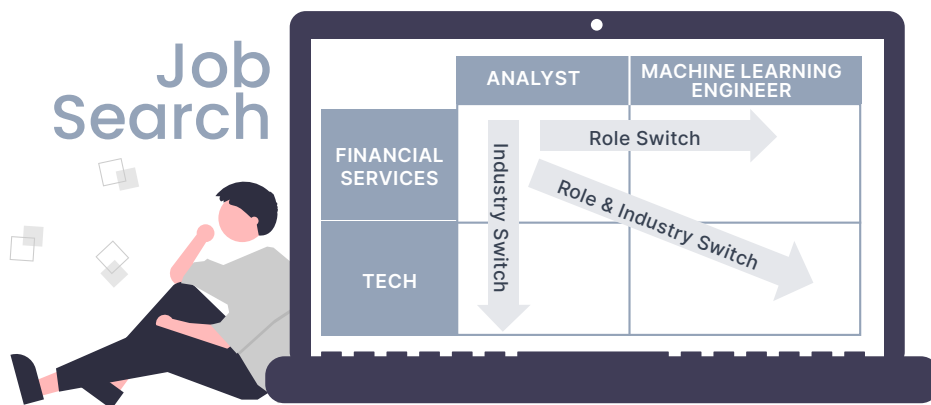 Job
Search
ANALYST
MACHINE LEARNING
ENGINEER
FINANCIAL
SERVICES
Role Switch
Industry Switch
Role & Industry Switch
TECH